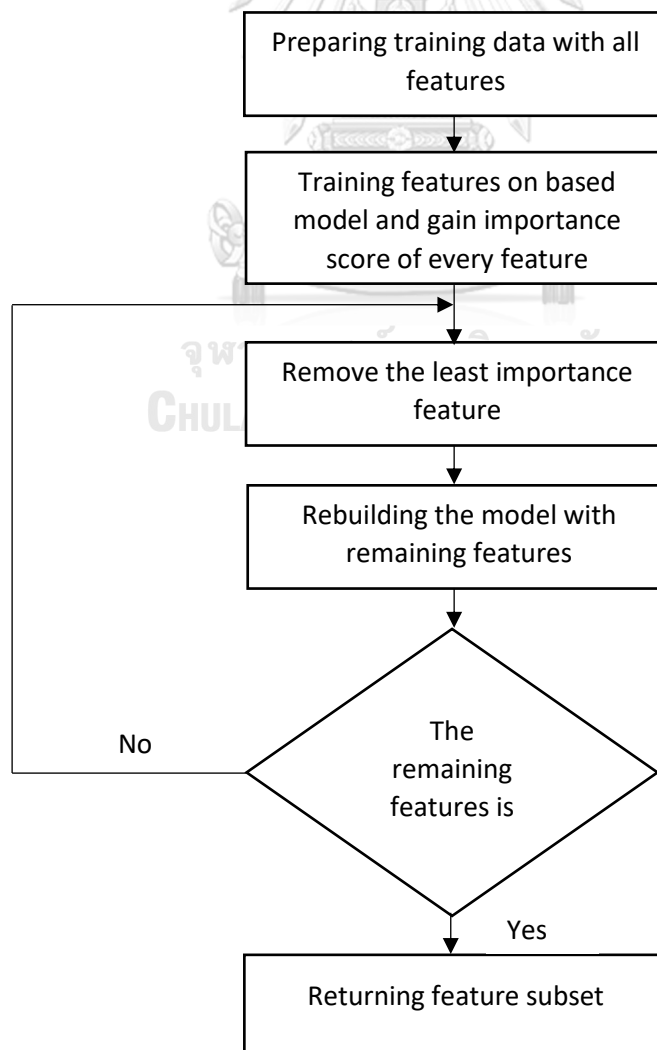 Preparing training data with all
features
Training features on based
model and gain importance
score of every feature
Remove the least importance
feature
Rebuilding the model with
remaining features
No
The
remaining
features is
Yes
Returning feature subset